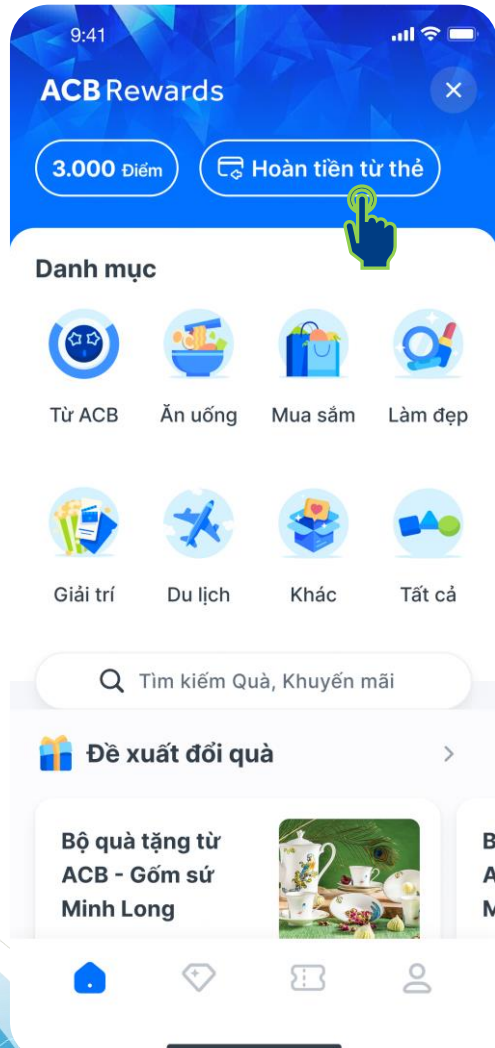 9:41
ACB Rewards
3.000 Điểm
Hoàn tiền từ thẻ
Danh mục
Từ ACB Ăn uống Mua sắm Làm đẹp
Giải trí Du lịch Khác Tất cả
Tìm kiếm Quà, Khuyến mãi
Đề xuất đổi quà
Bộ quà tặng từ
ACB - Gốm sứ
Minh Long